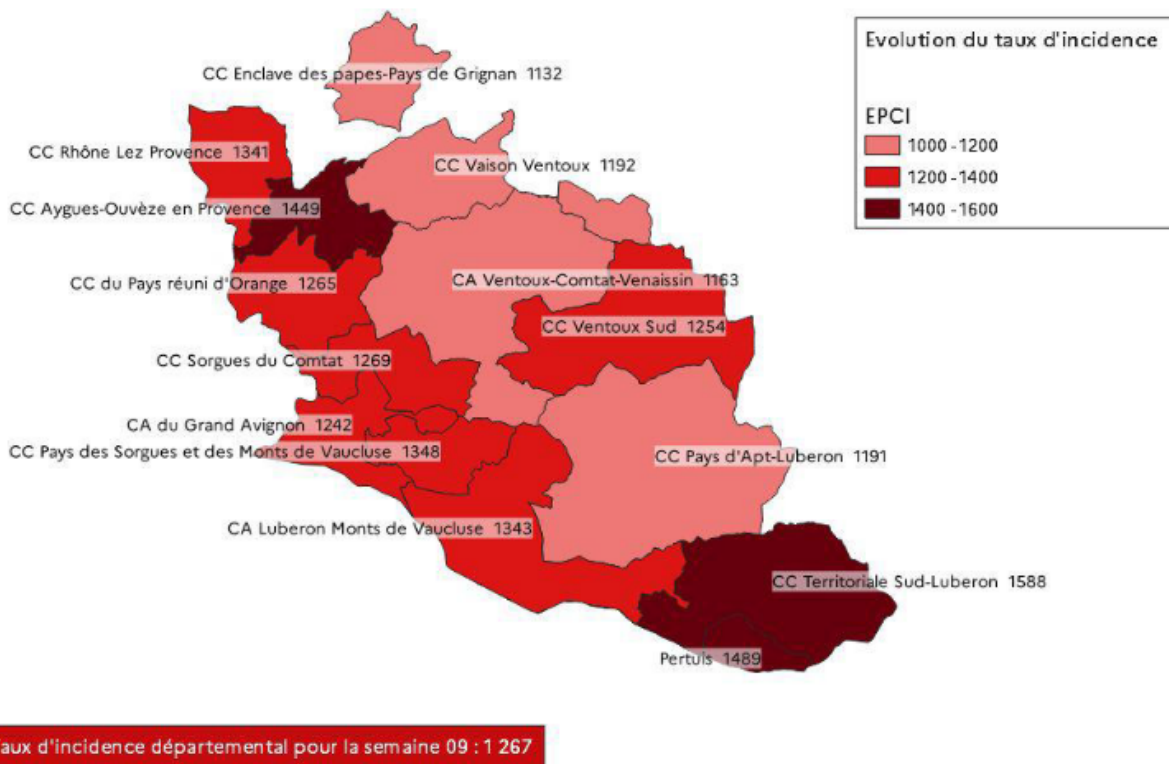 Evolution du taux d'incidence
EPCI
1000 - 1200
1200 - 1400
1400 - 1600
CC Enclave des papes-Pays de Grignan 1132
CC Rhône Lez Provence 1341
CC Vaison Ventoux 1192
CC Aygues-Ouvèze en Provence 1449
CC du Pays réuni d'Orange 1265
CA Ventoux-Comtat-Venaissin 1163
CC Ventoux Sud 1254
CC Sorgues du Comtat 1269
CA du Grand Avignon 1242
CC Pays des Sorgues et des Monts de Vaucluse 1348
CC Pays d'Apt-Luberon 1191
CA Luberon Monts de Vaucluse 1343
CC Territoriale Sud-Luberon 1588
Pertuis 1489
aux d'incidence départemental pour la semaine 09 : 1 267